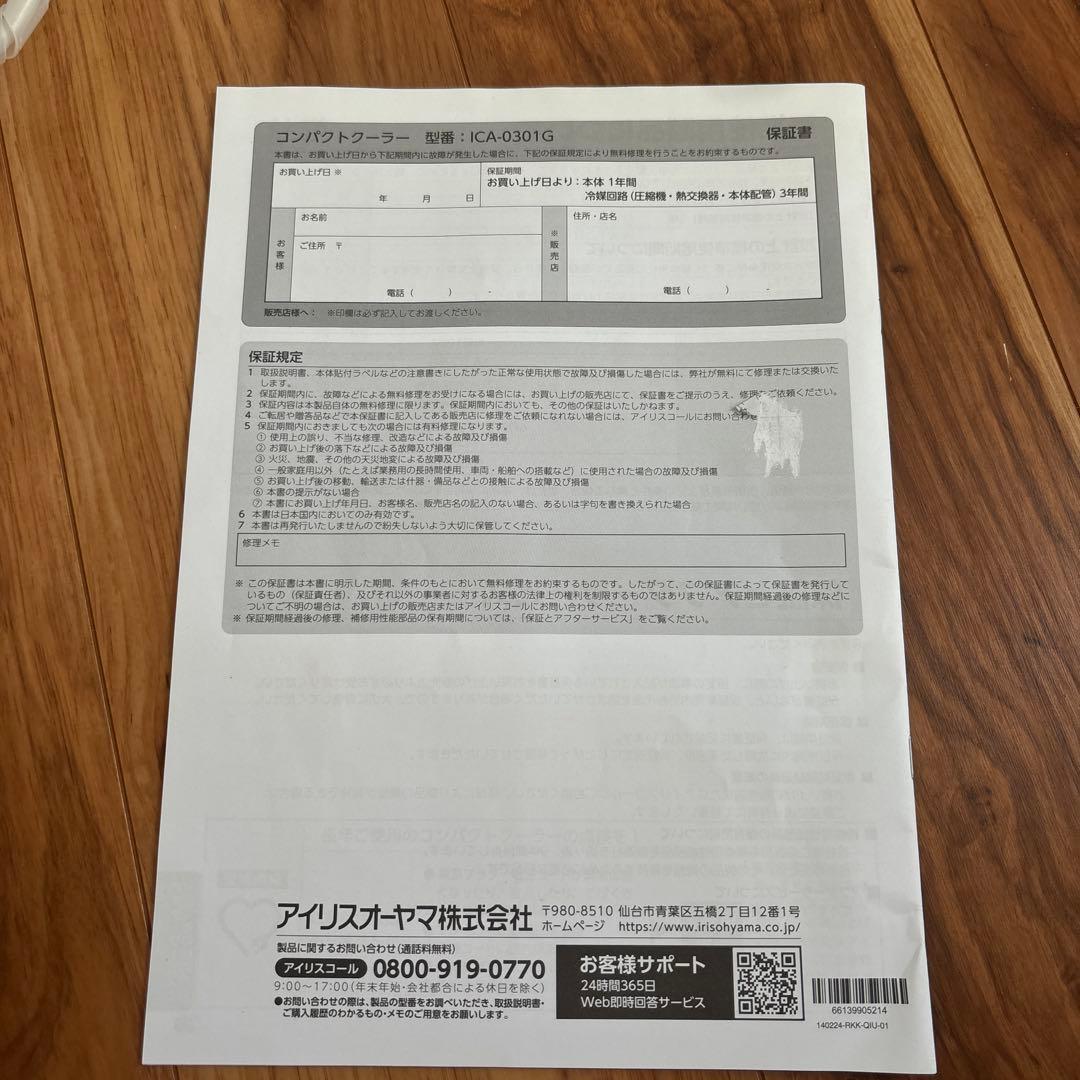 コンパクトクーラー 型番：ICA-0301G 保証書
本書は、お買い上げ日から下記期間内に故障が発生した場合に、下記の保証規定により無料修理を行うことをお約束するものです。
お買い上げ日 ※
年 月 日
保証期間
お買い上げ日より：本体 1年間
冷媒回路（圧縮機・熱交換器・本体配管）3年間
お客様
お名前
ご住所 〒
電話（ ） -
※販売店
住所・店名
電話（ ） -
販売店様へ： ※印欄は必ず記入してお渡しください。
保証規定
1 取扱説明書、本体貼付ラベルなどの注意書きにしたがった正常な使用状態で故障及び損傷した場合には、弊社が無料にて修理または交換いた
します。
2 保証期間内に、故障などによる無料修理をお受けになる場合には、お買い上げの販売店にて、保証書をご提示のうえ、修理をご依頼ください。
3 保証内容は本製品自体の無料修理に限ります。保証期間内においても、その他の保証はいたしかねます。
4 ご転居や贈答品などで本保証書に記入してある販売店に修理をご依頼になれない場合には、アイリスコールにお問い合わせ
5 保証期間内におきましても次の場合には有料修理になります。
① 使用上の誤り、不当な修理、改造などによる故障及び損傷
② お買い上げ後の落下などによる故障及び損傷
③ 火災、地震、その他の天災地変による故障及び損傷
④ 一般家庭用以外（たとえば業務用の長時間使用、車両・船舶への搭載など）に使用された場合の故障及び損傷
⑤ お買い上げ後の移動、輸送または什器・備品などとの接触による故障及び損傷
⑥ 本書の提示がない場合
⑦ 本書にお買い上げ年月日、お客様名、販売店名の記入のない場合、あるいは字句を書き換えられた場合
6 本書は日本国内においてのみ有効です。
7 本書は再発行いたしませんので紛失しないよう大切に保管してください。
修理メモ
※ この保証書は本書に明示した期間、条件のもとにおいて無料修理をお約束するものです。したがって、この保証書によって保証書を発行して
いるもの（保証責任者）、及びそれ以外の事業者に対するお客様の法律上の権利を制限するものではありません。保証期間経過後の修理などに
ついてご不明の場合は、お買い上げの販売店またはアイリスコールにお問い合わせください。
※ 保証期間経過後の修理、補修用性能部品の保有期間については、「保証とアフターサービス」をご覧ください。
アイリスオーヤマ株式会社 〒980-8510 仙台市青葉区五橋2丁目12番1号
ホームページ https://www.irisohyama.co.jp/
製品に関するお問い合わせ（通話料無料）
アイリスコール 0800-919-0770
9:00〜17:00（年末年始・会社都合による休日を除く）
●お問い合わせの際は、製品の型番をお調べいただき、取扱説明書・
ご購入履歴のわかるもの・メモのご用意をお願いします。
お客様サポート
24時間365日
Web即時回答サービス
66139905214
140224-RKK-QIU-01